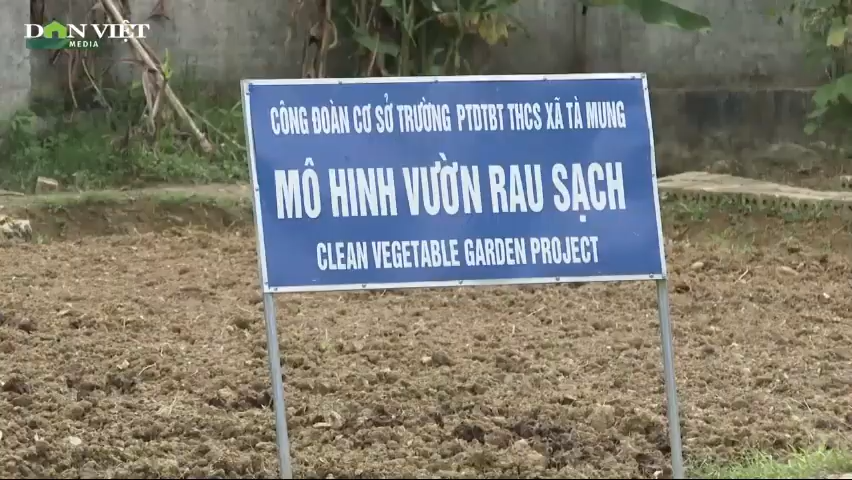 DÂN VIỆT
MEDIA
CÔNG ĐOÀN CƠ SỞ TRƯỜNG PTDTBT THCS XÃ TÀ MUNG
MÔ HINH VƯỜN RAU SẠCH
CLEAN VEGETABLE GARDEN PROJECT